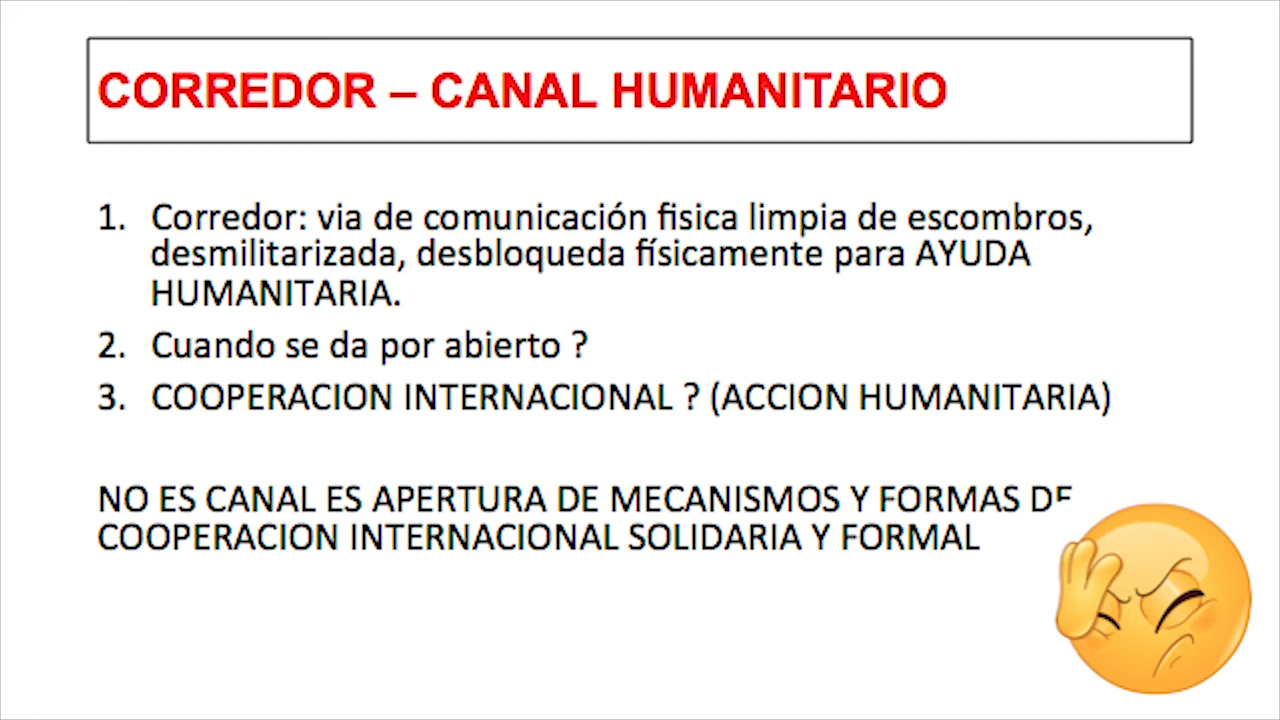 CORREDOR – CANAL HUMANITARIO
1. Corredor: via de comunicación fisica limpia de escombros,
desmilitarizada, desbloqueda físicamente para AYUDA
HUMANITARIA.
2. Cuando se da por abierto ?
3. COOPERACION INTERNACIONAL ? (ACCION HUMANITARIA)
NO ES CANAL ES APERTURA DE MECANISMOS Y FORMAS DE
COOPERACION INTERNACIONAL SOLIDARIA Y FORMAL